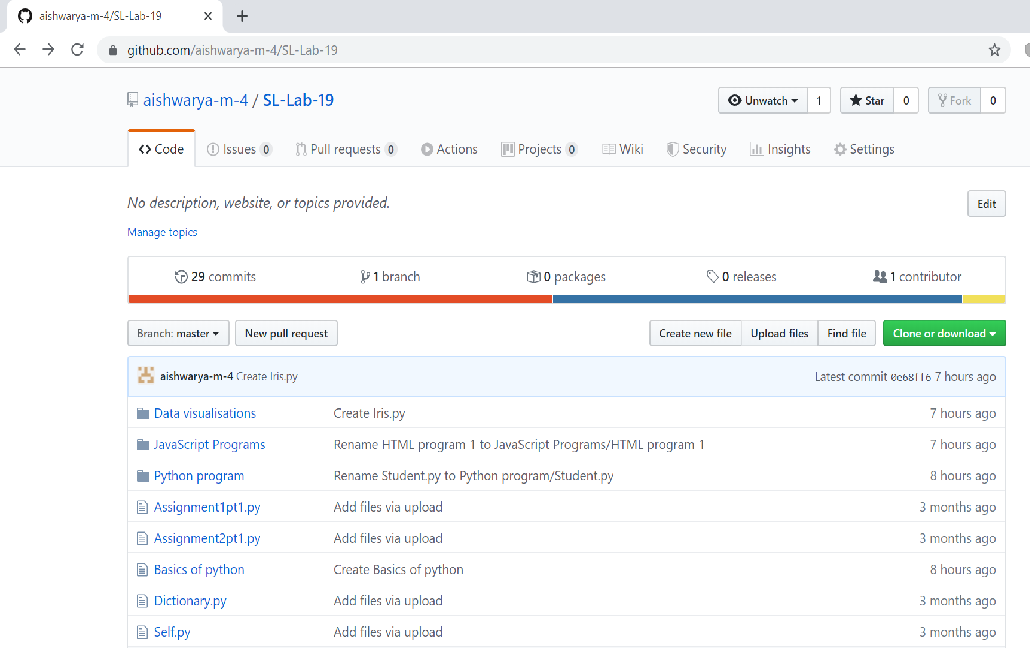 aishwarya-m-4/SL-Lab-19
github.com/aishwarya-m-4/SL-Lab-19
aishwarya-m-4 / SL-Lab-19
Unwatch 1 Star 0 Fork 0
Code Issues 0 Pull requests 0 Actions Projects 0 Wiki Security Insights Settings
No description, website, or topics provided. Edit
Manage topics
29 commits 1 branch 0 packages 0 releases 1 contributor
Branch: master New pull request Create new file Upload files Find file Clone or download
aishwarya-m-4 Create Iris.py Latest commit 7 hours ago
Data visualisations Create Iris.py 7 hours ago
JavaScript Programs Rename HTML program 1 to JavaScript Programs/HTML program 1 7 hours ago
Python program Rename Student.py to Python program/Student.py 8 hours ago
Assignment1pt1.py Add files via upload 3 months ago
Assignment2pt1.py Add files via upload 3 months ago
Basics of python Create Basics of python 8 hours ago
Dictionary.py Add files via upload 3 months ago
Self.py Add files via upload 3 months ago